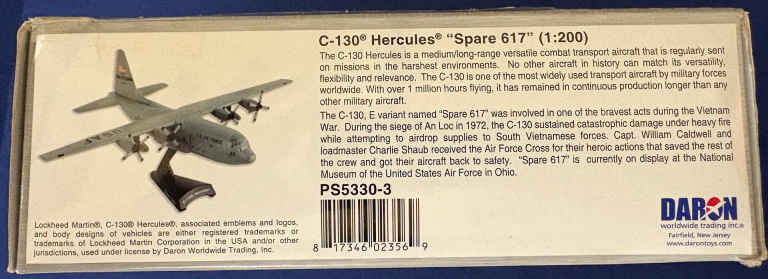 C-130® Hercules® "Spare 617" (1:200)
The C-130 Hercules is a medium/long-range versatile combat transport aircraft that is regularly sent
on missions in the harshest environments. No other aircraft in history can match its versatility,
flexibility and relevance. The C-130 is one of the most widely used transport aircraft by military forces
worldwide. With over 1 million hours flying, it has remained in continuous production longer than any
other military aircraft.
The C-130, E variant named "Spare 617" was involved in one of the bravest acts during the Vietnam
War. During the siege of An Loc in 1972, the C-130 sustained catastrophic damage under heavy fire
while attempting to airdrop supplies to South Vietnamese forces. Capt. William Caldwell and
loadmaster Charlie Shaub received the Air Force Cross for their heroic actions that saved the rest of
the crew and got their aircraft back to safety. "Spare 617" is currently on display at the National
Museum of the United States Air Force in Ohio.
PS5330-3
8 17346 02356 9
Lockheed Martin®, C-130® Hercules®, associated emblems and logos,
and body designs of vehicles are either registered trademarks or
trademarks of Lockheed Martin Corporation in the USA and/or other
jurisdictions, used under license by Daron Worldwide Trading, Inc.
DARON
worldwide trading inc.®
Fairfield, New Jersey
www.darontoys.com